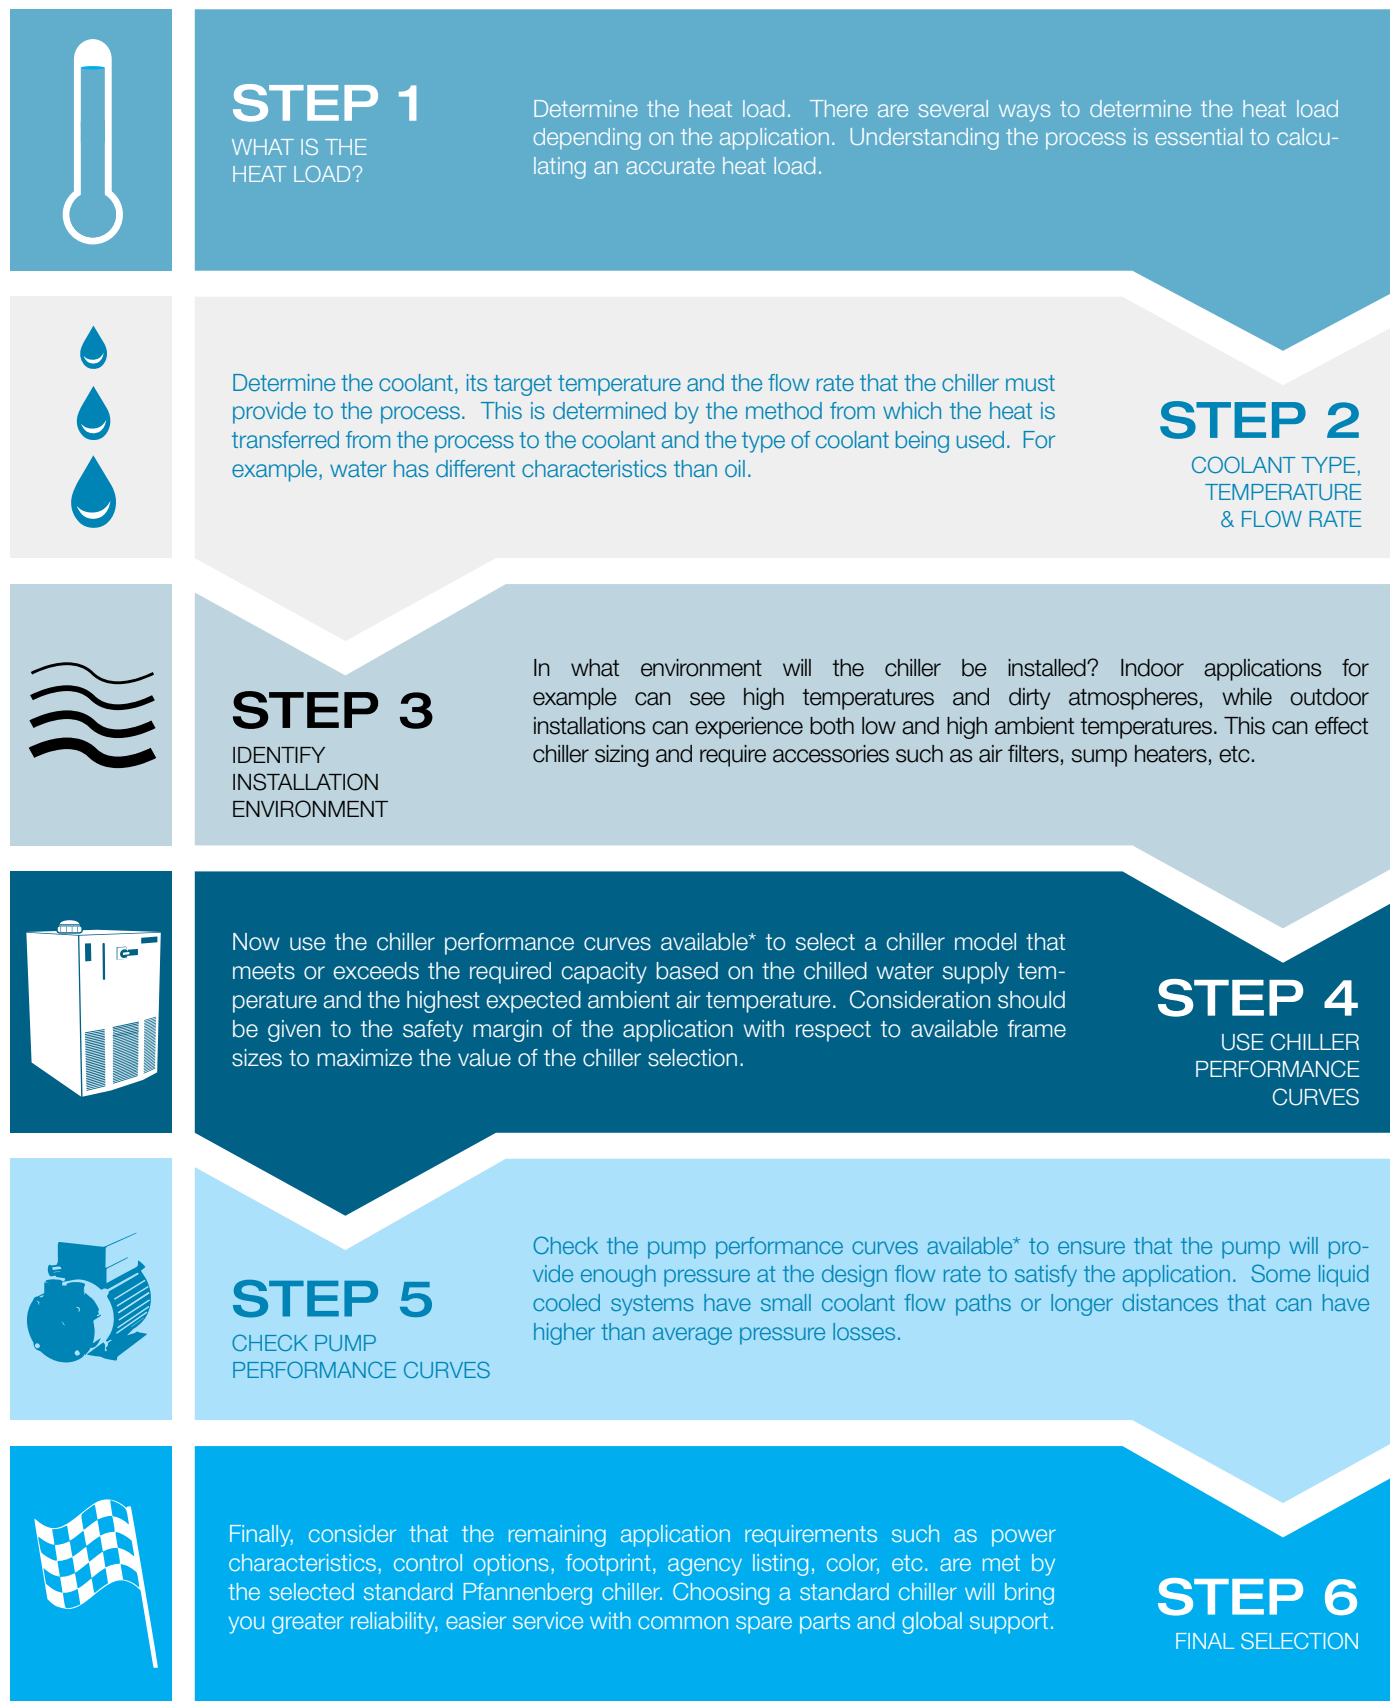 STEP 1
WHAT IS THE
HEAT LOAD?
Determine the heat load.  There are several ways to determine the heat load
depending on the application.  Understanding the process is essential to calcu-
lating an accurate heat load.
Determine the coolant, its target temperature and the flow rate that the chiller must
provide to the process.  This is determined by the method from which the heat is
transferred from the process to the coolant and the type of coolant being used.  For
example, water has different characteristics than oil.
STEP 2
COOLANT TYPE,
TEMPERATURE
& FLOW RATE
STEP 3
IDENTIFY
INSTALLATION
ENVIRONMENT
In what environment will the chiller be installed? Indoor applications for
example can see high temperatures and dirty atmospheres, while outdoor
installations can experience both low and high ambient temperatures. This can effect
chiller sizing and require accessories such as air filters, sump heaters, etc.
Now use the chiller performance curves available* to select a chiller model that
meets or exceeds the required capacity based on the chilled water supply tem-
perature and the highest expected ambient air temperature.  Consideration should
be given to the safety margin of the application with respect to available frame
sizes to maximize the value of the chiller selection.
STEP 4
USE CHILLER
PERFORMANCE
CURVES
STEP 5
CHECK PUMP
PERFORMANCE CURVES
Check the pump performance curves available* to ensure that the pump will pro-
vide enough pressure at the design flow rate to satisfy the application.  Some liquid
cooled systems have small coolant flow paths or longer distances that can have
higher than average pressure losses.
Finally, consider that the remaining application requirements such as power
characteristics, control options, footprint, agency listing, color, etc. are met by
the selected standard Pfannenberg chiller. Choosing a standard chiller will bring
you greater reliability, easier service with common spare parts and global support.
STEP 6
FINAL SELECTION